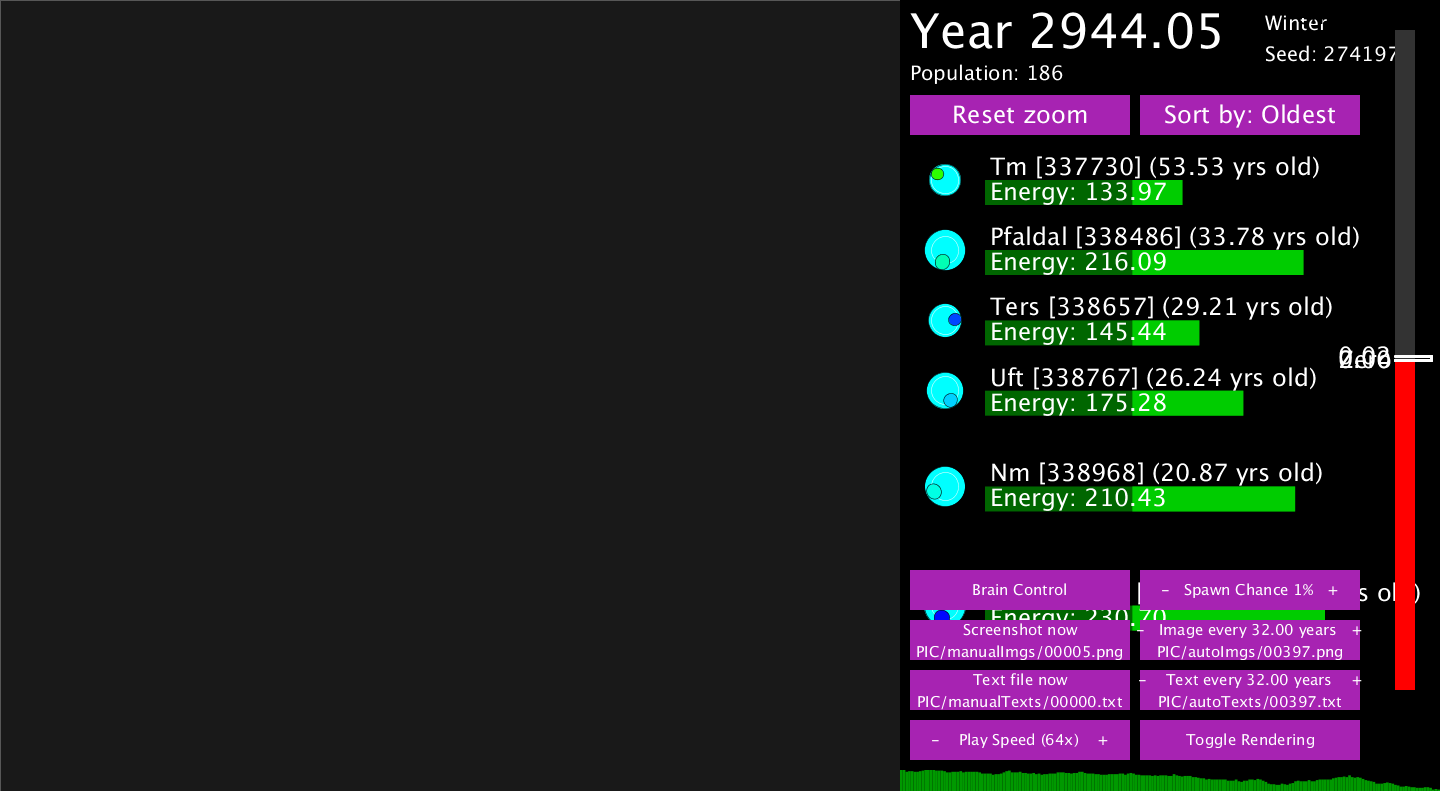 Year 2944.05
Winter
Seed: 274197
Population: 186
Reset zoom
Sort by: Oldest
Tm [337730] (53.53 yrs old)
Energy: 133.97
Pfaldal [338486] (33.78 yrs old)
Energy: 216.09
Ters [338657] (29.21 yrs old)
Energy: 145.44
Zero
Uft [338767] (26.24 yrs old)
Energy: 175.28
Nm [338968] (20.87 yrs old)
Energy: 210.43
Brain Control
- Spawn Chance 1% +
Energy: 230.70
Screenshot now
PIC/manualImgs/00005.png
- Image every 32.00 years +
PIC/autoImgs/00397.png
Text file now
PIC/manualTexts/00000.txt
- Text every 32.00 years +
PIC/autoTexts/00397.txt
- Play Speed (64x) +
Toggle Rendering